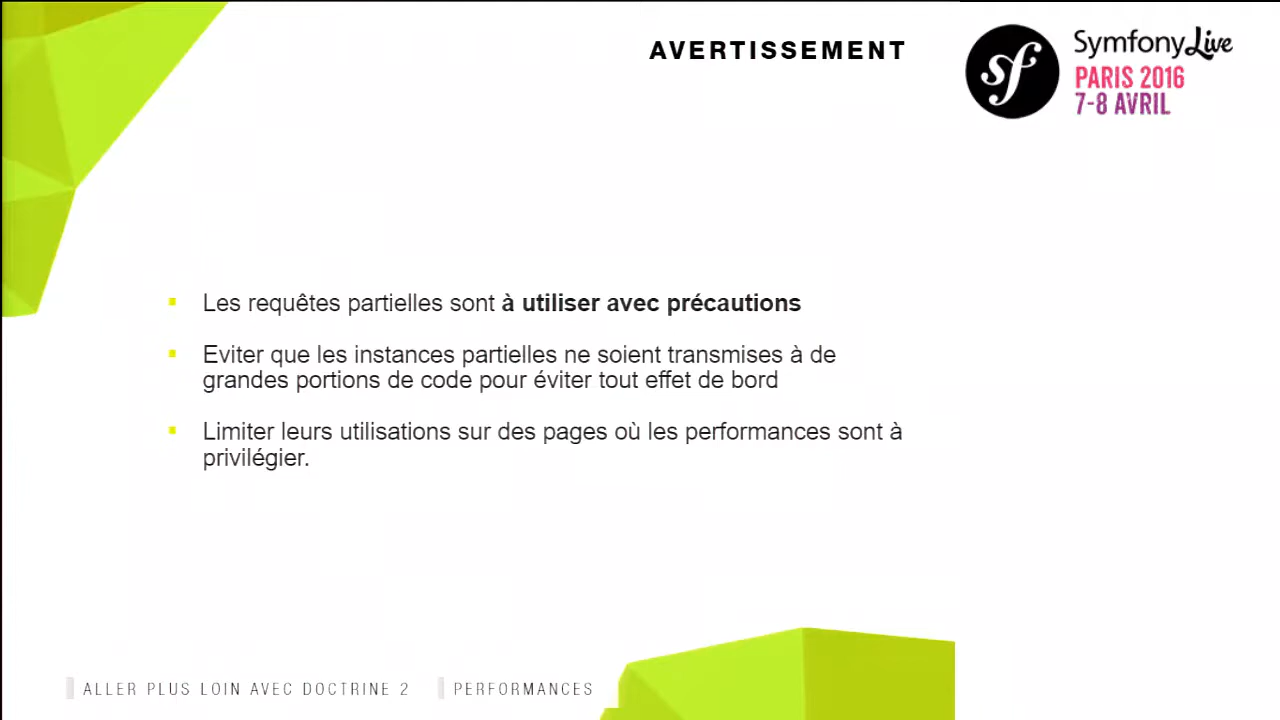 AVERTISSEMENT
SymfonyLive
PARIS 2016
7-8 AVRIL
sf
Les requêtes partielles sont à utiliser avec précautions
Eviter que les instances partielles ne soient transmises à de
grandes portions de code pour éviter tout effet de bord
Limiter leurs utilisations sur des pages où les performances sont à
privilégier.
ALLER PLUS LOIN AVEC DOCTRINE 2
PERFORMANCES